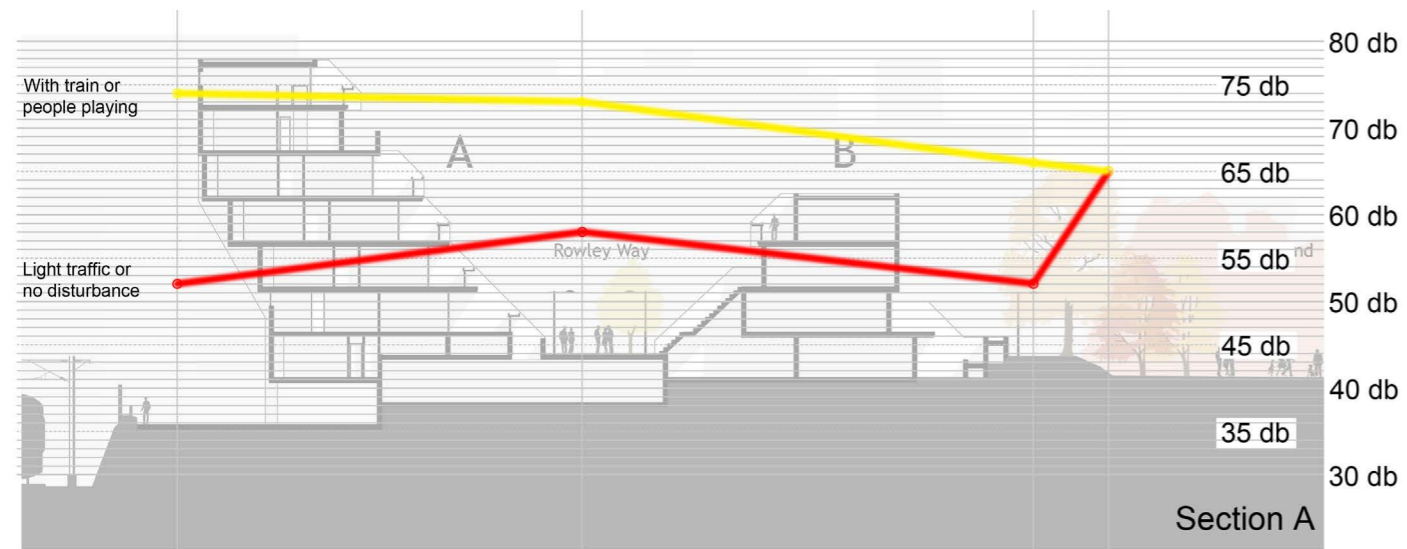 80 db
With train or
people playing
75 db
70 db
A
B
65 db
60 db
Rowley Way
nd
Light traffic or
no disturbance
55 db
50 db
45 db
40 db
35 db
30 db
Section A